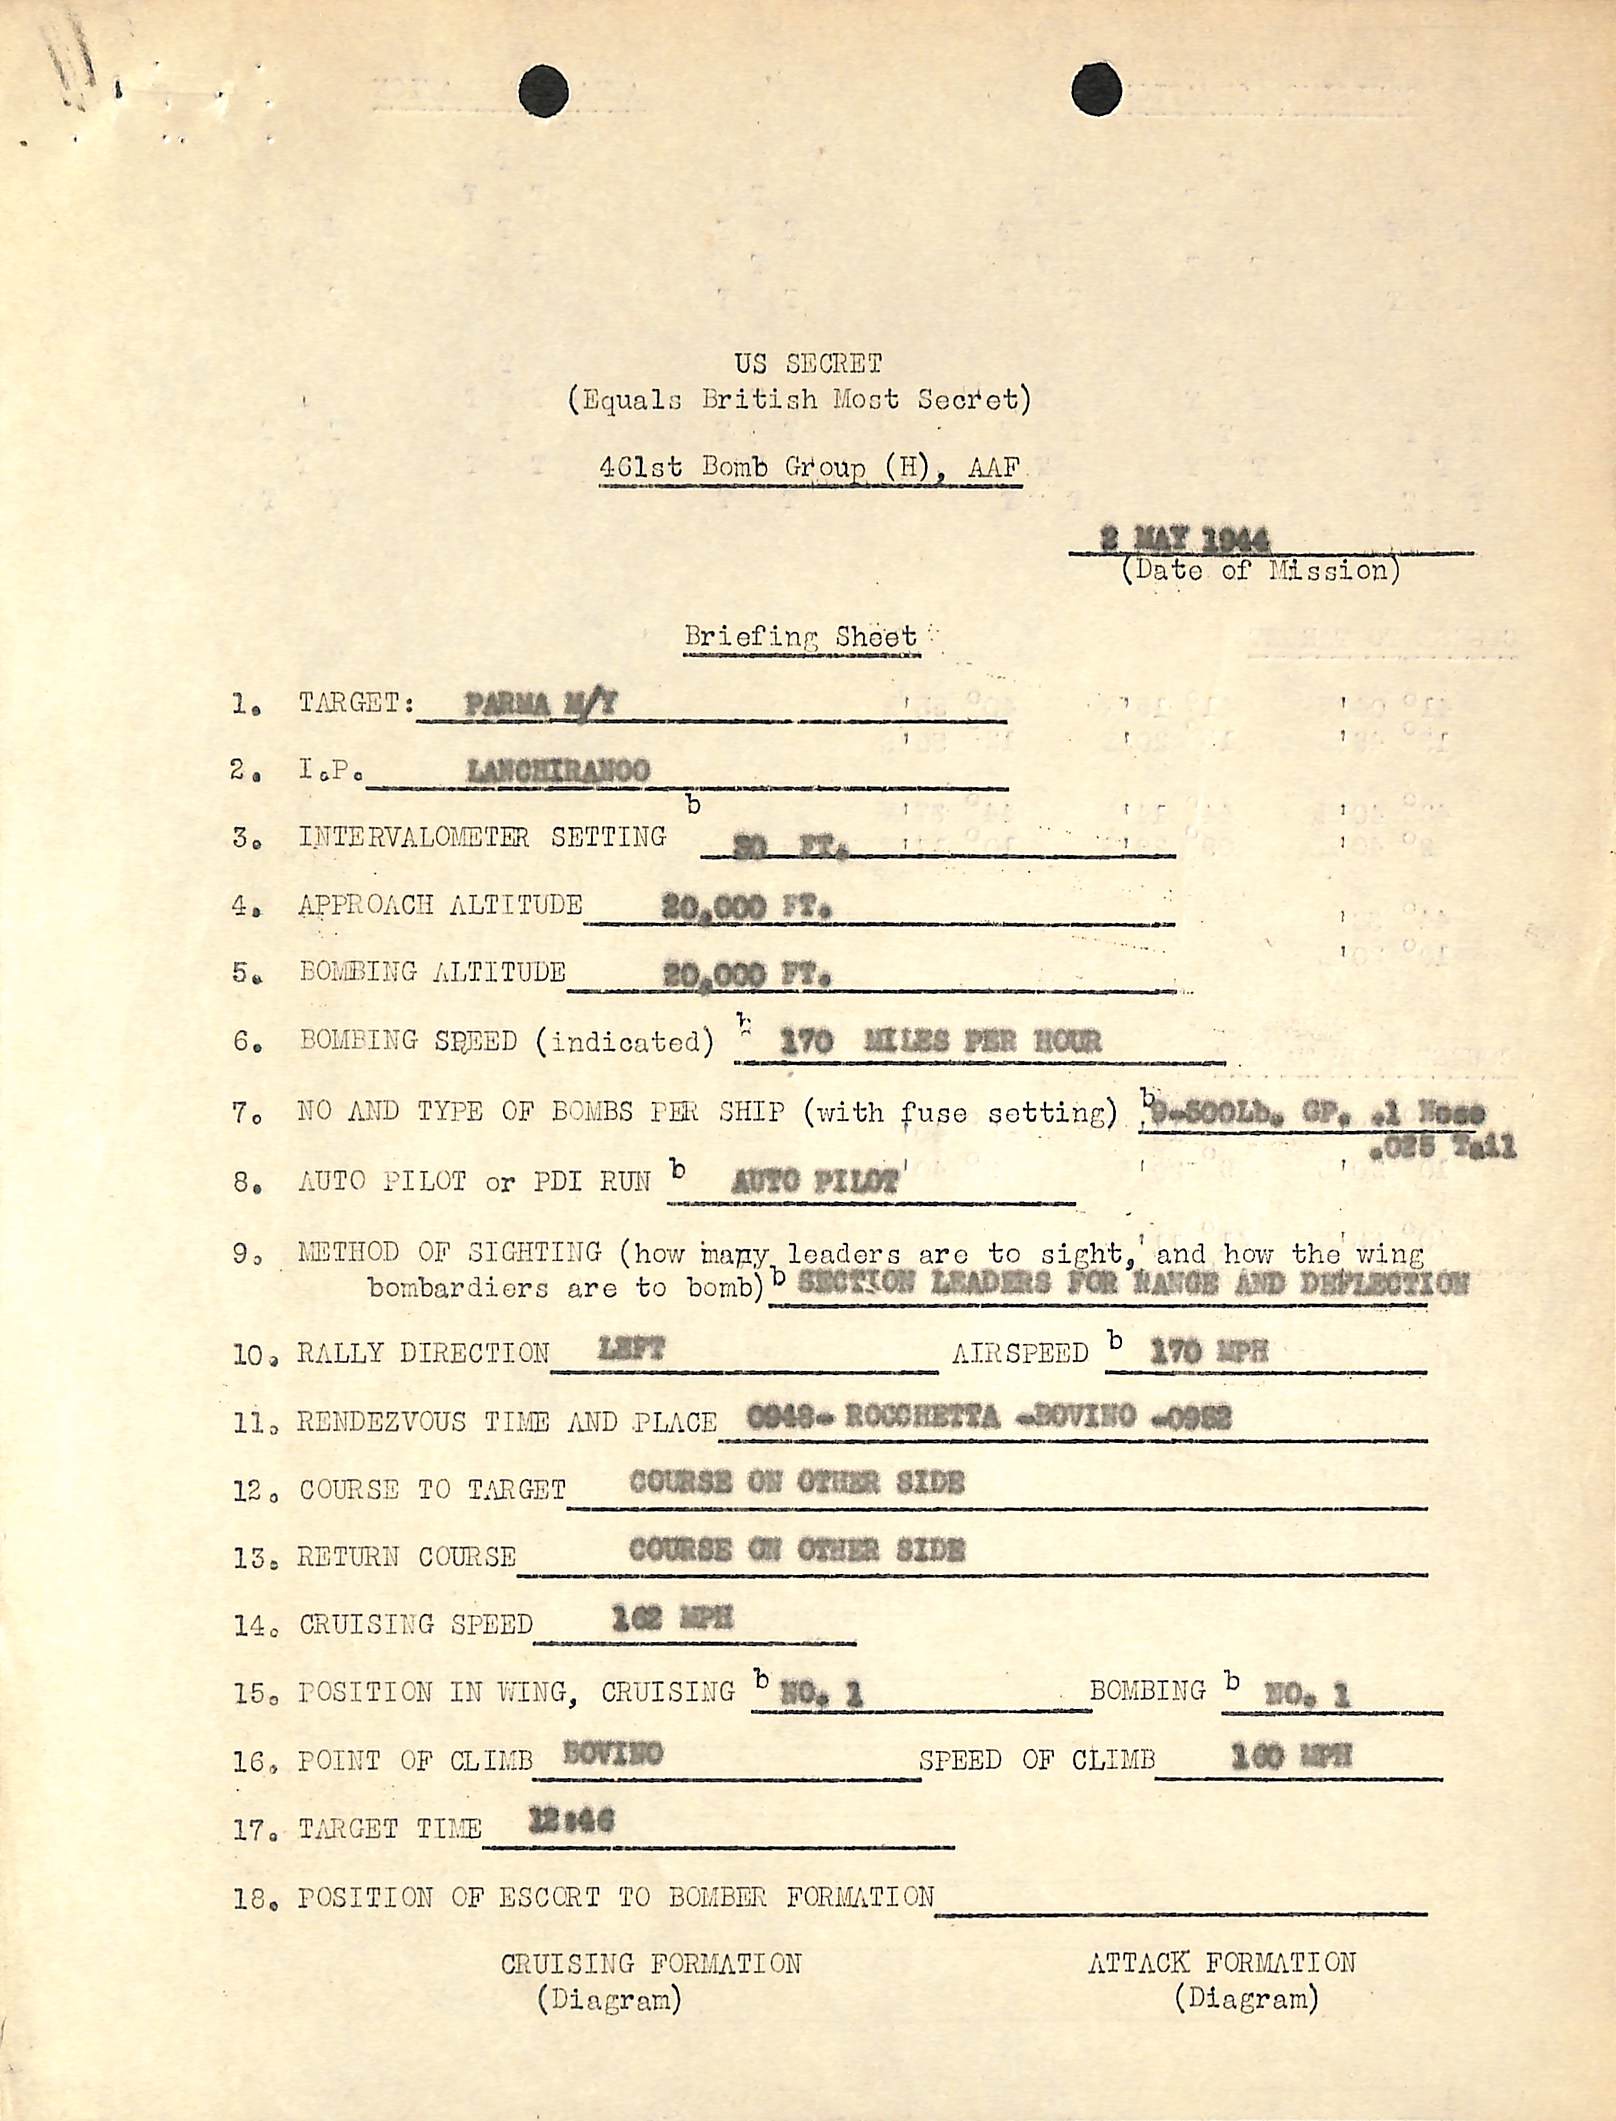 US SECRET
(Equals British Most Secret)
461st Bomb Group (H), AAF
2 MAY 1944
(Date of Mission)
Briefing Sheet
1. TARGET: PARMA M/Y
2. I.P. LANGHIRANOO
3. INTERVALOMETER SETTING b FT.
4. APPROACH ALTITUDE 20,000 FT.
5. BOMBING ALTITUDE 20,000 FT.
6. BOMBING SPEED (indicated) b 170 MILES PER HOUR
7. NO AND TYPE OF BOMBS PER SHIP (with fuse setting) b 9-500Lb. GP. .1 Nose
.025 Tail
8. AUTO PILOT or PDI RUN b AUTO PILOT
9. METHOD OF SIGHTING (how many leaders are to sight, and how the wing
bombardiers are to bomb) b SECTION LEADERS FOR RANGE AND DEFLECTION
10. RALLY DIRECTION LEFT AIRSPEED b 170 MPH
11. RENDEZVOUS TIME AND PLACE 0948- ROCCHETTA -BOVINO -0952
12. COURSE TO TARGET COURSE ON OTHER SIDE
13. RETURN COURSE COURSE ON OTHER SIDE
14. CRUISING SPEED 162 MPH
15. POSITION IN WING, CRUISING b NO. 1 BOMBING b NO. 1
16. POINT OF CLIMB BOVINO SPEED OF CLIMB 160 MPH
17. TARGET TIME 12:46
18. POSITION OF ESCORT TO BOMBER FORMATION
CRUISING FORMATION ATTACK FORMATION
(Diagram) (Diagram)